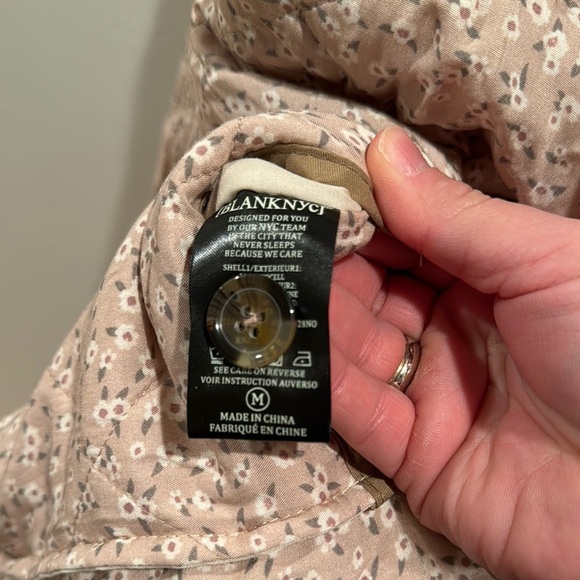 [BLANKNYC]
DESIGNED FOR YOU
BY OUR NYC TEAM
IN THE CITY THAT
NEVER SLEEPS
BECAUSE WE CARE
SHELL1/EXTERIEUR1:
28NO
SEE CARE ON REVERSE
VOIR INSTRUCTION AUVERSO
M
MADE IN CHINA
FABRIQUÉ EN CHINE